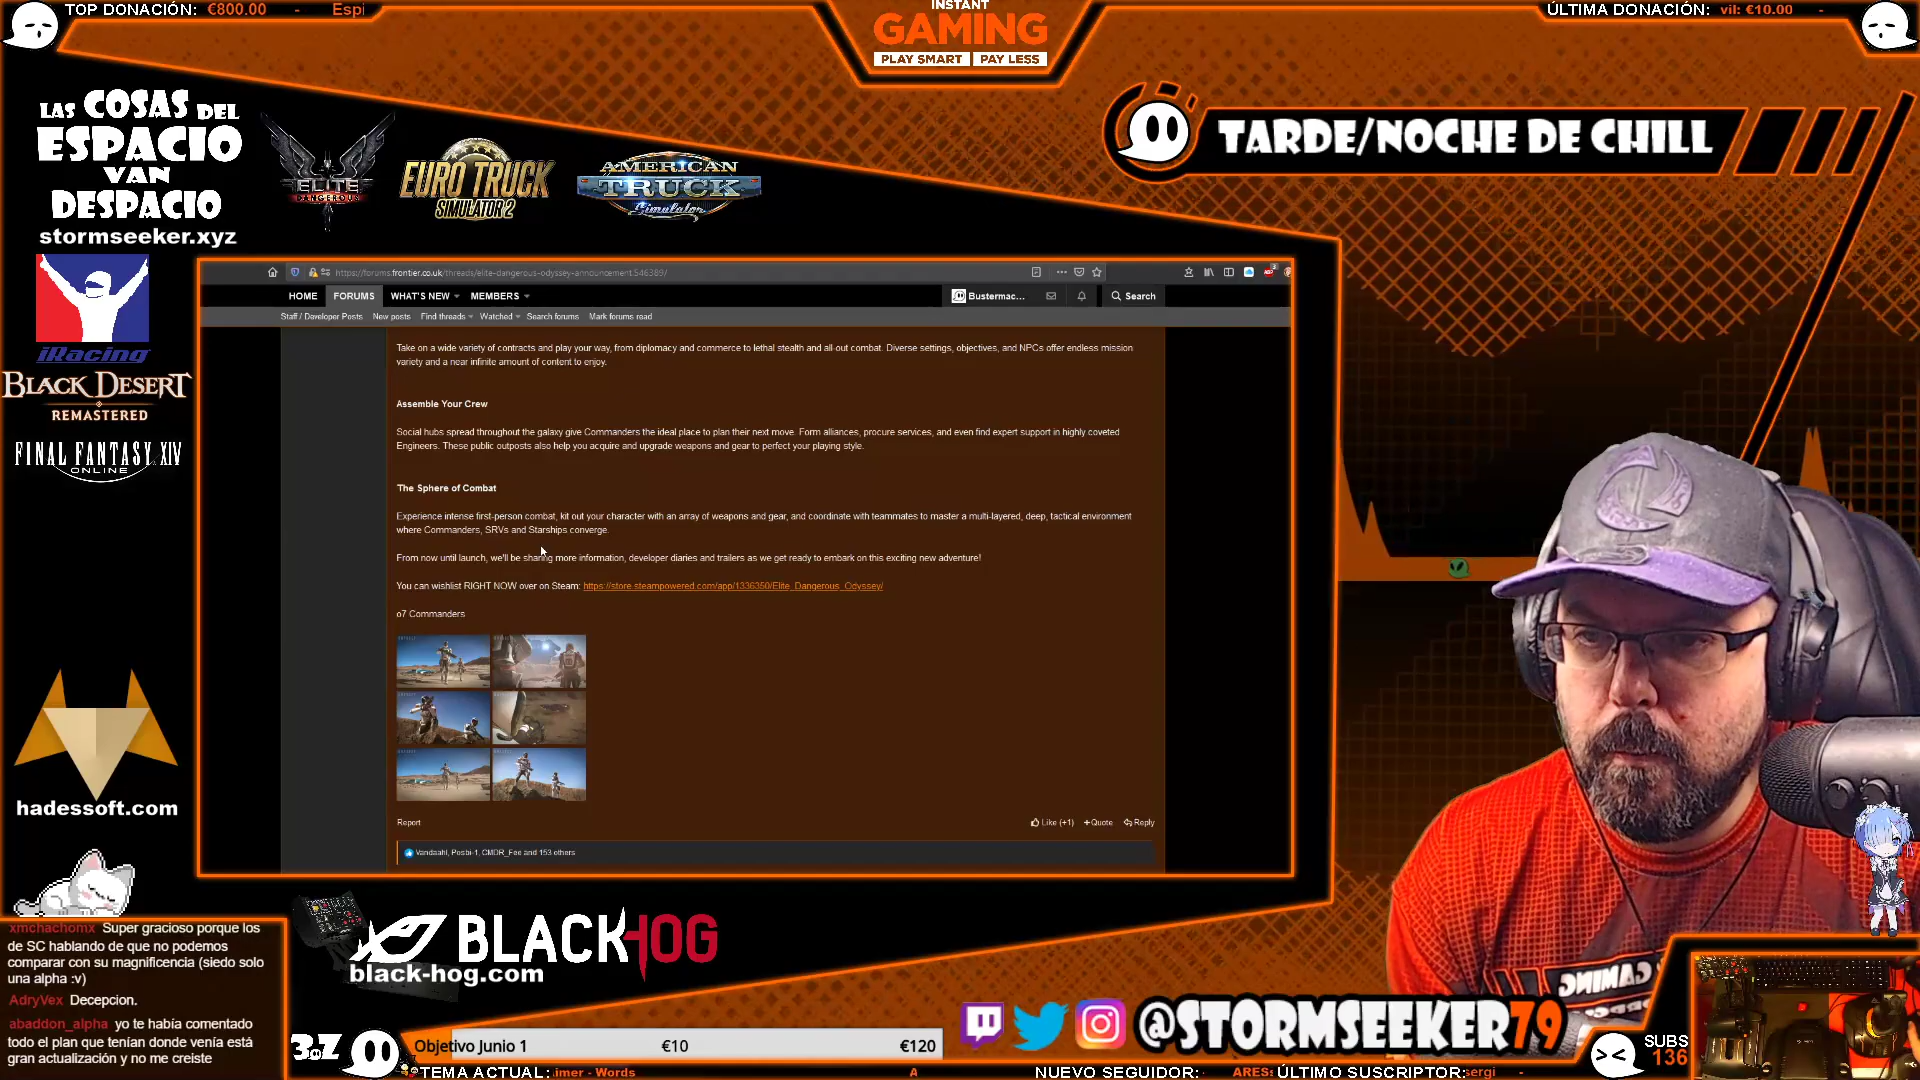 TOP DONACIÓN: €800.00 - Espi
INSTANT
GAMING
PLAY SMART PAY LESS
ÚLTIMA DONACIÓN: vil: €10.00 -
LAS COSAS DEL
ESPACIO
VAN
DESPACIO
stormseeker.xyz
ELITE
DANGEROUS
EURO TRUCK
SIMULATOR 2
AMERICAN
TRUCK
Simulator
TARDE/NOCHE DE CHILL
iRacing
BLACK DESERT
REMASTERED
FINAL FANTASY XIV
ONLINE
hadessoft.com
https://forums.frontier.co.uk/threads/elite-dangerous-odyssey-announcement.546389/
HOME FORUMS WHAT'S NEW MEMBERS Bustermac... Search
Staff / Developer Posts New posts Find threads Watched Search forums Mark forums read
Take on a wide variety of contracts and play your way, from diplomacy and commerce to lethal stealth and all-out combat. Diverse settings, objectives, and NPCs offer endless mission
variety and a near infinite amount of content to enjoy.
Assemble Your Crew
Social hubs spread throughout the galaxy give Commanders the ideal place to plan their next move. Form alliances, procure services, and even find expert support in highly coveted
Engineers. These public outposts also help you acquire and upgrade weapons and gear to perfect your playing style.
The Sphere of Combat
Experience intense first-person combat, kit out your character with an array of weapons and gear, and coordinate with teammates to master a multi-layered, deep, tactical environment
where Commanders, SRVs and Starships converge.
From now until launch, we'll be sharing more information, developer diaries and trailers as we get ready to embark on this exciting new adventure!
You can wishlist RIGHT NOW over on Steam: https://store.steampowered.com/app/1336350/Elite_Dangerous_Odyssey/
o7 Commanders
Report Like (+1) +Quote Reply
Vandaahl, Posbi-1, CMDR_Fee and 153 others
xmchachomx Super gracioso porque los
de SC hablando de que no podemos
comparar con su magnificencia (siedo solo
una alpha :v)
AdryVex Decepcion.
abaddon_alpha yo te había comentado
todo el plan que tenían donde venía está
gran actualización y no me creiste
BLACKHOG
black-hog.com
@STORMSEEKER79
Objetivo Junio 1 €10 €120
SUBS
136
TEMA ACTUAL: imer - Words A
NUEVO SEGUIDOR: ARES: ÚLTIMO SUSCRIPTOR: sergi -